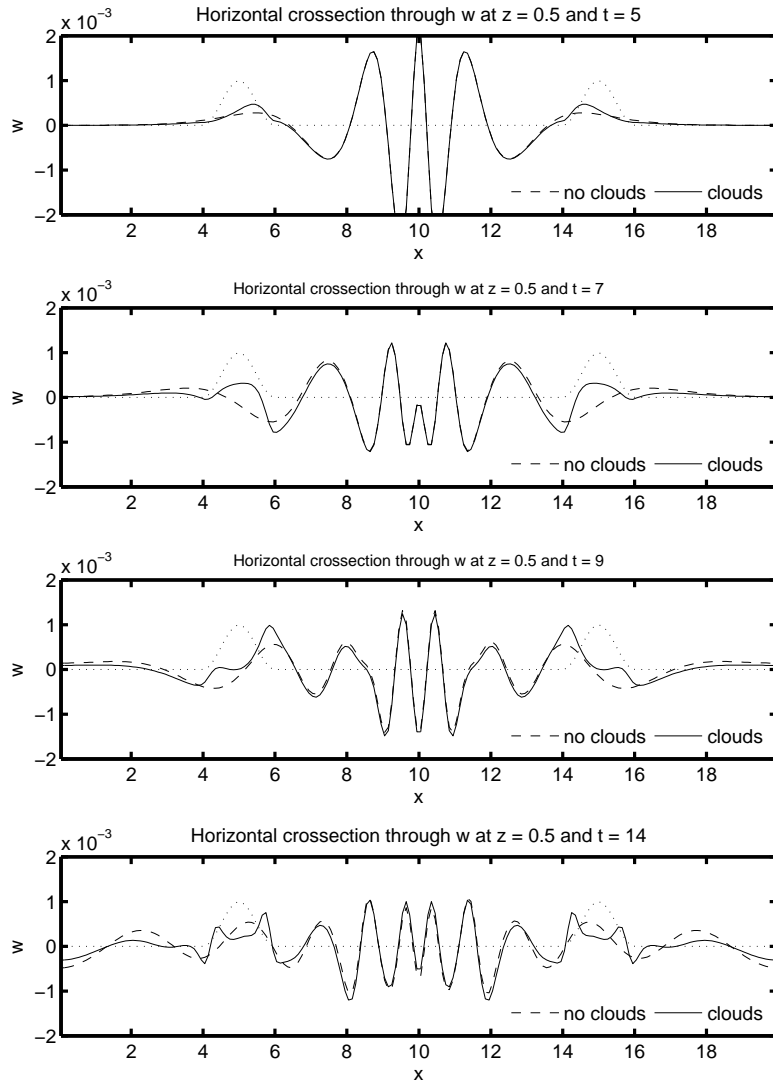 x 10⁻³
Horizontal crossection through w at z = 0.5 and t = 5
2
1
0
−1
−2
w
no clouds
clouds
2 4 6 8 10 12 14 16 18
x
x 10⁻³
Horizontal crossection through w at z = 0.5 and t = 7
2
1
0
−1
−2
w
no clouds
clouds
2 4 6 8 10 12 14 16 18
x
x 10⁻³
Horizontal crossection through w at z = 0.5 and t = 9
2
1
0
−1
−2
w
no clouds
clouds
2 4 6 8 10 12 14 16 18
x
x 10⁻³
Horizontal crossection through w at z = 0.5 and t = 14
2
1
0
−1
−2
w
no clouds
clouds
2 4 6 8 10 12 14 16 18
x